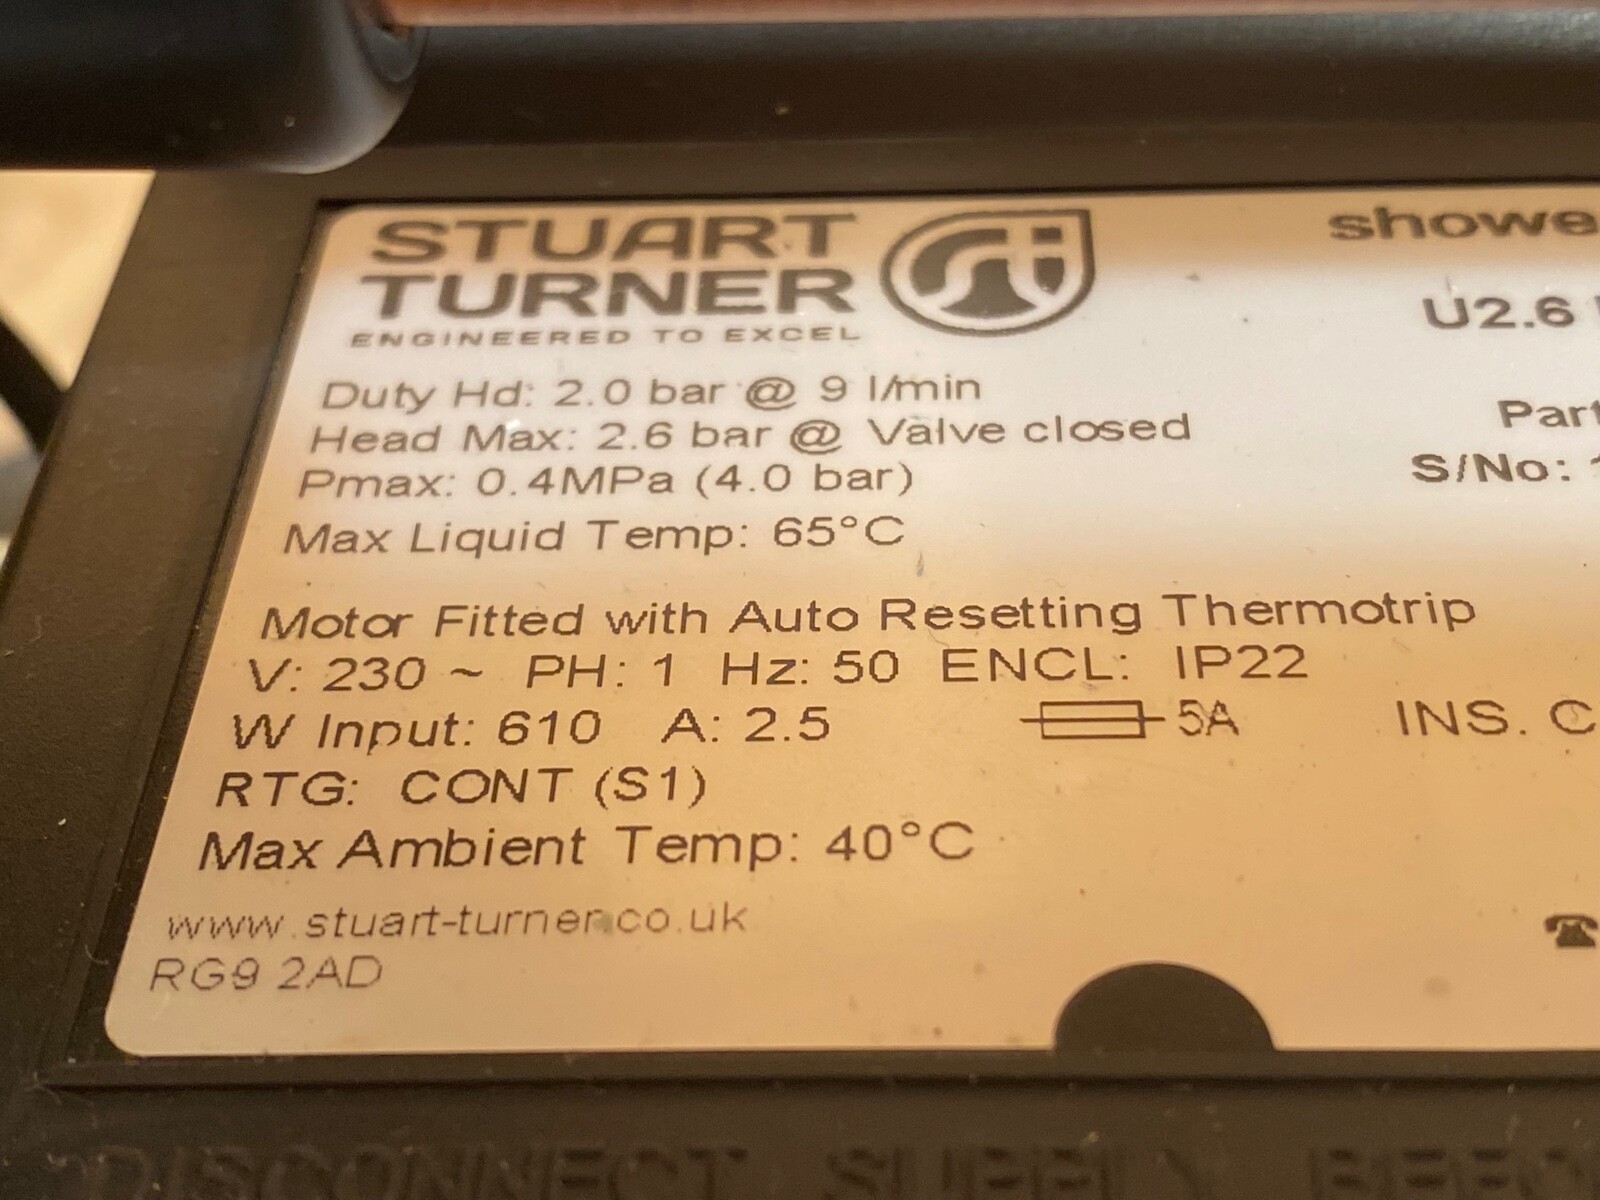 STUART
TURNER
ENGINEERED TO EXCEL
showe
U2.6
Duty Hd: 2.0 bar @ 9 l/min
Head Max: 2.6 bar @ Valve closed
Part
Pmax: 0.4MPa (4.0 bar)
S/No:
Max Liquid Temp: 65°C
Motor Fitted with Auto Resetting Thermotrip
V: 230 ~ PH: 1 Hz: 50 ENCL: IP22
W Input: 610 A: 2.5 5A INS. C
RTG: CONT (S1)
Max Ambient Temp: 40°C
www.stuart-turner.co.uk
RG9 2AD
DISCONNECT SUPPLY BEFO